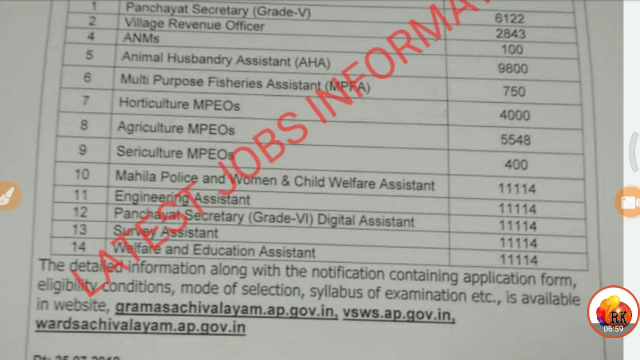 1 Panchayat Secretary (Grade-V) 6122
2 Village Revenue Officer 2843
4 ANMs 100
5 Animal Husbandry Assistant (AHA) 9800
6 Multi Purpose Fisheries Assistant (MPFA) 750
7 Horticulture MPEOs 4000
8 Agriculture MPEOs 5548
9 Sericulture MPEOs 400
10 Mahila Police and Women & Child Welfare Assistant 11114
11 Engineering Assistant 11114
12 Panchayat Secretary (Grade-VI) Digital Assistant 11114
13 Survey Assistant 11114
14 Welfare and Education Assistant 11114
LATEST JOBS INFORMAT
The detailed information along with the notification containing application form,
eligibility conditions, mode of selection, syllabus of examination etc., is available
in website, gramasachivalayam.ap.gov.in, vsws.ap.gov.in,
wardsachivalayam.ap.gov.in
RK
06:59